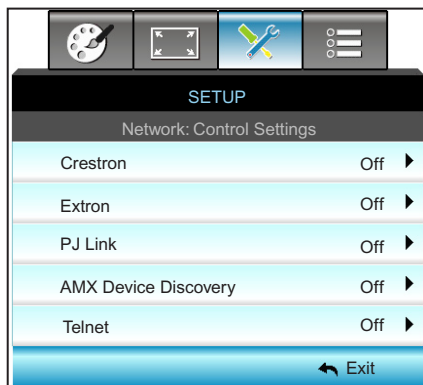 SETUP
Network: Control Settings
Crestron Off
Extron Off
PJ Link Off
AMX Device Discovery Off
Telnet Off
Exit